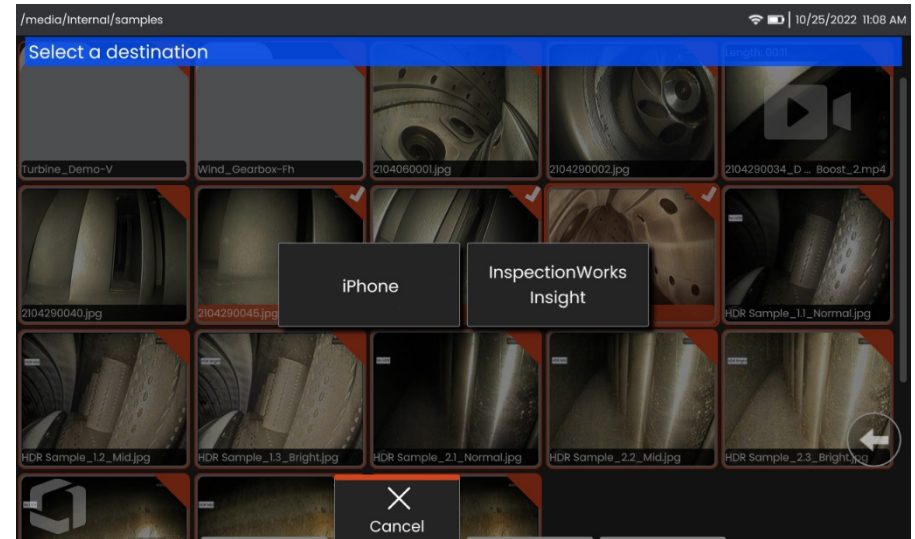 /media/Internal/samples
10/25/2022 11:08 AM
Select a destination
Length: 00:11
Turbine_Demo-V
Wind_Gearbox-Fh
2104060001.jpg
2104290002.jpg
2104290034_D ... Boost_2.mp4
2104290040.jpg
2104290045.jpg
iPhone
InspectionWorks
Insight
HDR Sample_1.1_Normal.jpg
HDR Sample_1.2_Mid.jpg
HDR Sample_1.3_Bright.jpg
HDR Sample_2.1_Normal.jpg
HDR Sample_2.2_Mid.jpg
HDR Sample_2.3_Bright.jpg
Cancel